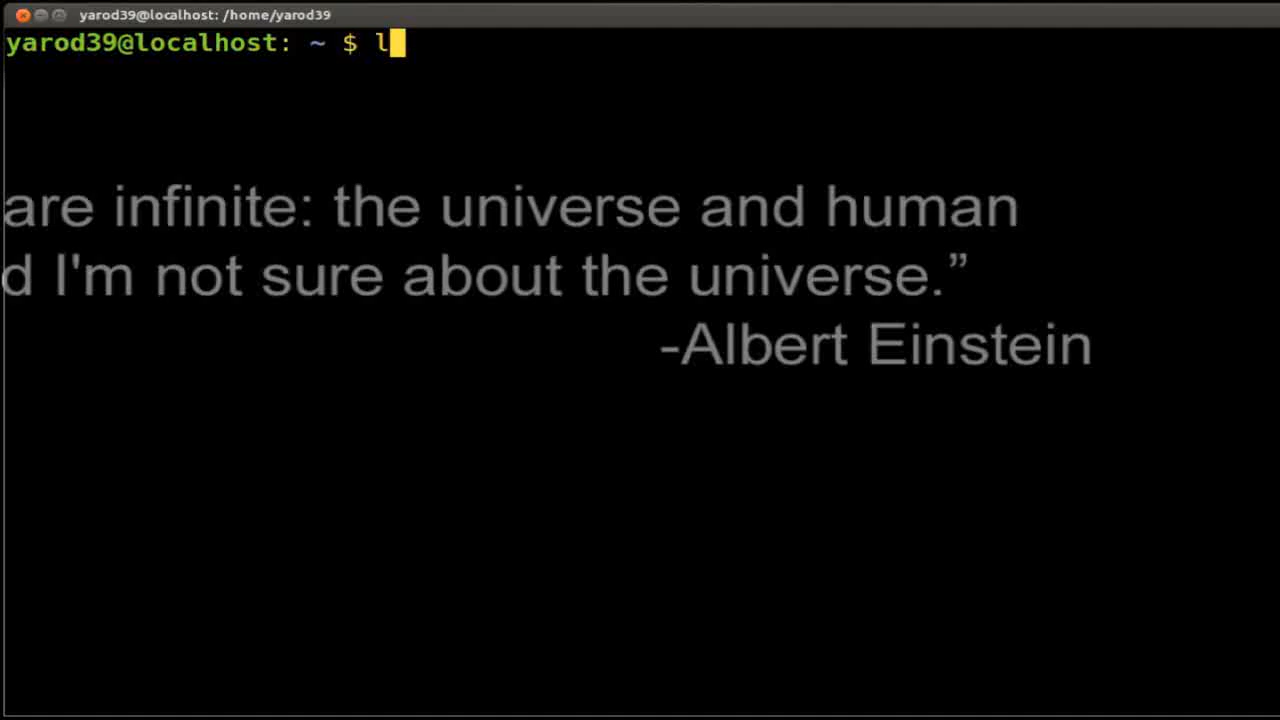 yarod39@localhost: /home/yarod39
yarod39@localhost: ~ $ l
are infinite: the universe and human
d I'm not sure about the universe.”
-Albert Einstein